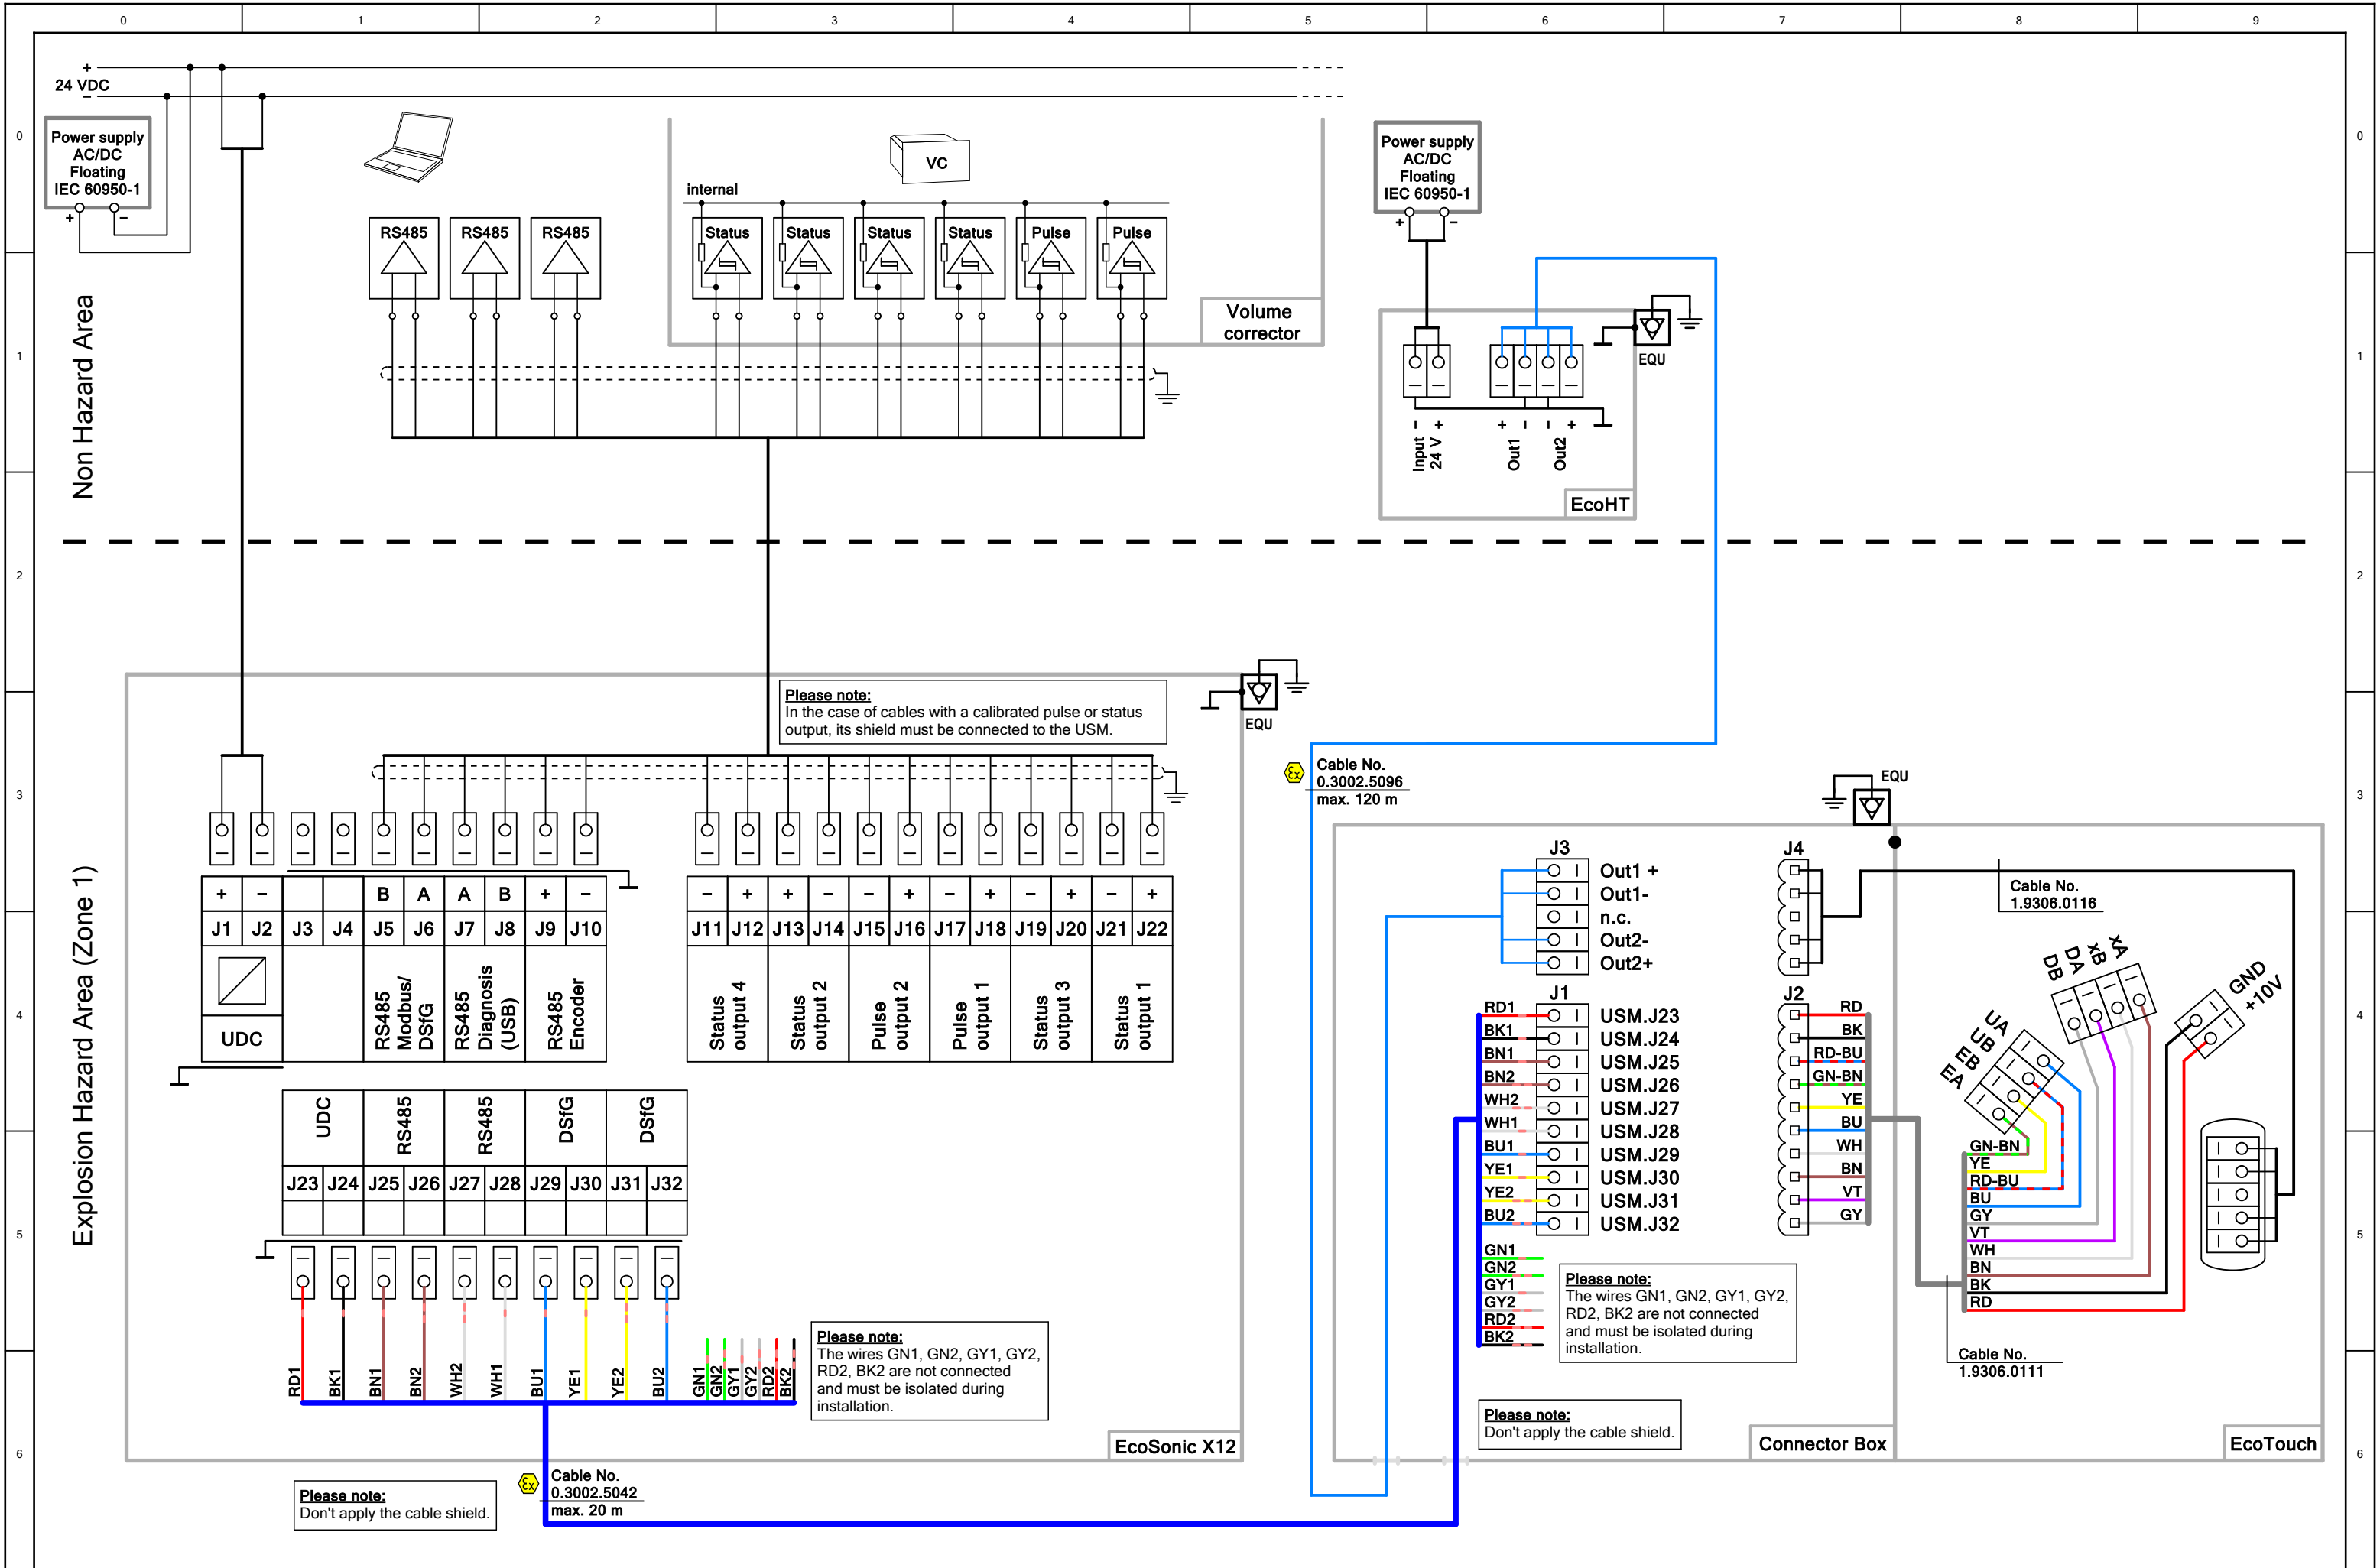 0 1 2 3 4 5 6 7 8 9
+
24 VDC
−
Power supply
AC/DC
Floating
IEC 60950-1
+ −
VC
internal
RS485 RS485 RS485
Status Status Status Status Pulse Pulse
Volume
corrector
Power supply
AC/DC
Floating
IEC 60950-1
+ −
EQU
− + + − − +
Input
24 V
Out1
Out2
EcoHT
Non Hazard Area
0
1
2
3
4
5
6
0
1
2
3
4
5
6
Explosion Hazard Area (Zone 1)
Please note:
In the case of cables with a calibrated pulse or status
output, its shield must be connected to the USM.
EQU
+ − B A A B + −
J1 J2 J3 J4 J5 J6 J7 J8 J9 J10
UDC
RS485
Modbus/
DSfG
RS485
Diagnosis
(USB)
RS485
Encoder
− + + − − + − + − + − +
J11 J12 J13 J14 J15 J16 J17 J18 J19 J20 J21 J22
Status
output 4
Status
output 2
Pulse
output 2
Pulse
output 1
Status
output 3
Status
output 1
UDC RS485 RS485 DSfG DSfG
J23 J24 J25 J26 J27 J28 J29 J30 J31 J32
RD1 BK1 BN1 BN2 WH2 WH1 BU1 YE1 YE2 BU2 GN1 GN2 GY1 GY2 RD2 BK2
Please note:
The wires GN1, GN2, GY1, GY2,
RD2, BK2 are not connected
and must be isolated during
installation.
EcoSonic X12
Please note:
Don't apply the cable shield.
εx
Cable No.
0.3002.5042
max. 20 m
εx
Cable No.
0.3002.5096
max. 120 m
EQU
J3
Out1 +
Out1-
n.c.
Out2-
Out2+
J1
RD1 USM.J23
BK1 USM.J24
BN1 USM.J25
BN2 USM.J26
WH2 USM.J27
WH1 USM.J28
BU1 USM.J29
YE1 USM.J30
YE2 USM.J31
BU2 USM.J32
GN1
GN2
GY1
GY2
RD2
BK2
Please note:
The wires GN1, GN2, GY1, GY2,
RD2, BK2 are not connected
and must be isolated during
installation.
Please note:
Don't apply the cable shield.
J4
J2
RD
BK
RD-BU
GN-BN
YE
BU
WH
BN
VT
GY
Connector Box
Cable No.
1.9306.0116
DB
DA
xB
xA
GND
+10V
UA
UB
EB
EA
GN-BN
YE
RD-BU
BU
GY
VT
WH
BN
BK
RD
Cable No.
1.9306.0111
EcoTouch